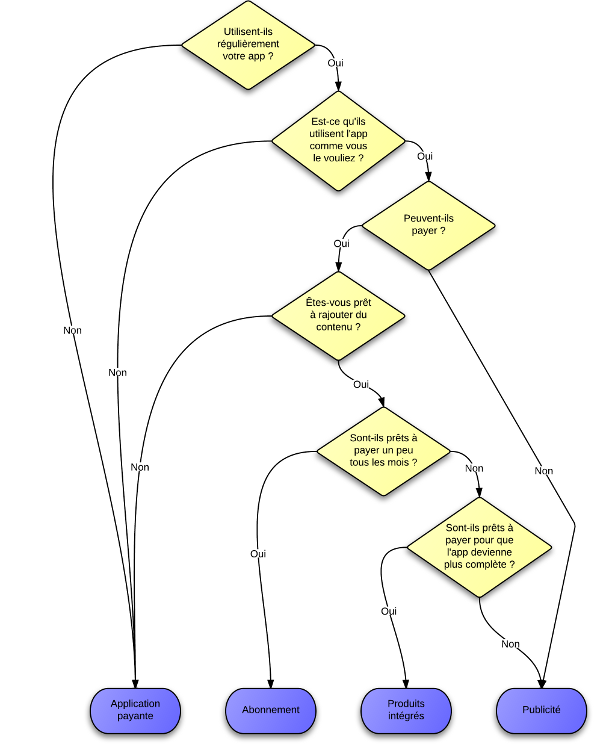 Utilisent-ils
régulièrement
votre app ?
Oui
Est-ce qu'ils
utilisent l'app
comme vous
le vouliez ?
Oui
Peuvent-ils
payer ?
Oui
Êtes-vous prêt
à rajouter du
contenu ?
Non
Non
Oui
Sont-ils prêts à
payer un peu
tous les mois ?
Non
Non
Non
Sont-ils prêts à
payer pour que
l'app devienne
plus complète ?
Oui
Oui
Non
Application
payante
Abonnement
Produits
intégrés
Publicité